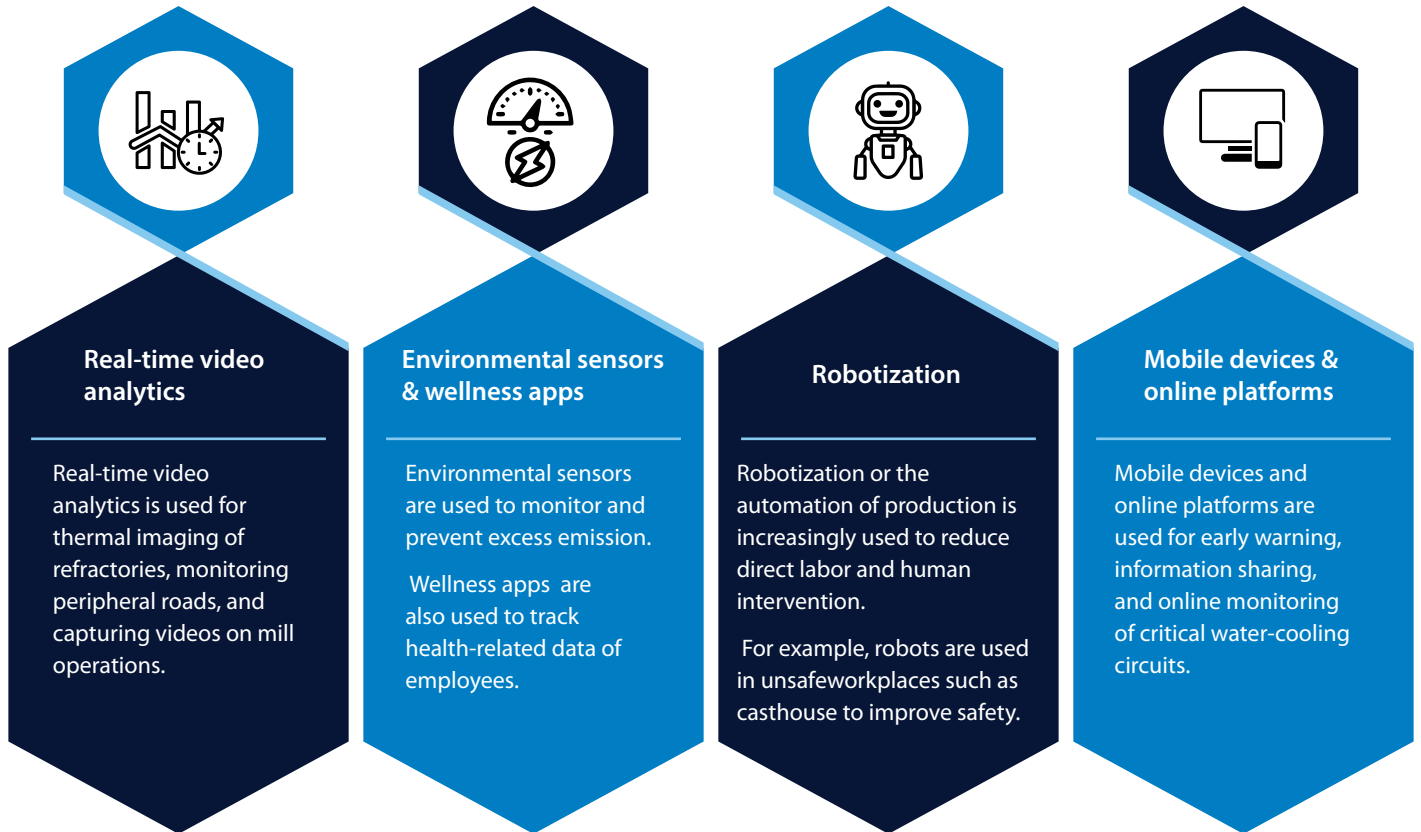 Real-time video
analytics
Real-time video
analytics is used for
thermal imaging of
refractories, monitoring
peripheral roads, and
capturing videos on mill
operations.
Environmental sensors
& wellness apps
Environmental sensors
are used to monitor and
prevent excess emission.
Wellness apps  are
also used to track
health-related data of
employees.
Robotization
Robotization or the
automation of production is
increasingly used to reduce
direct labor and human
intervention.
For example, robots are used
in unsafeworkplaces such as
casthouse to improve safety.
Mobile devices &
online platforms
Mobile devices and
online platforms are
used for early warning,
information sharing,
and online monitoring
of critical water-cooling
circuits.